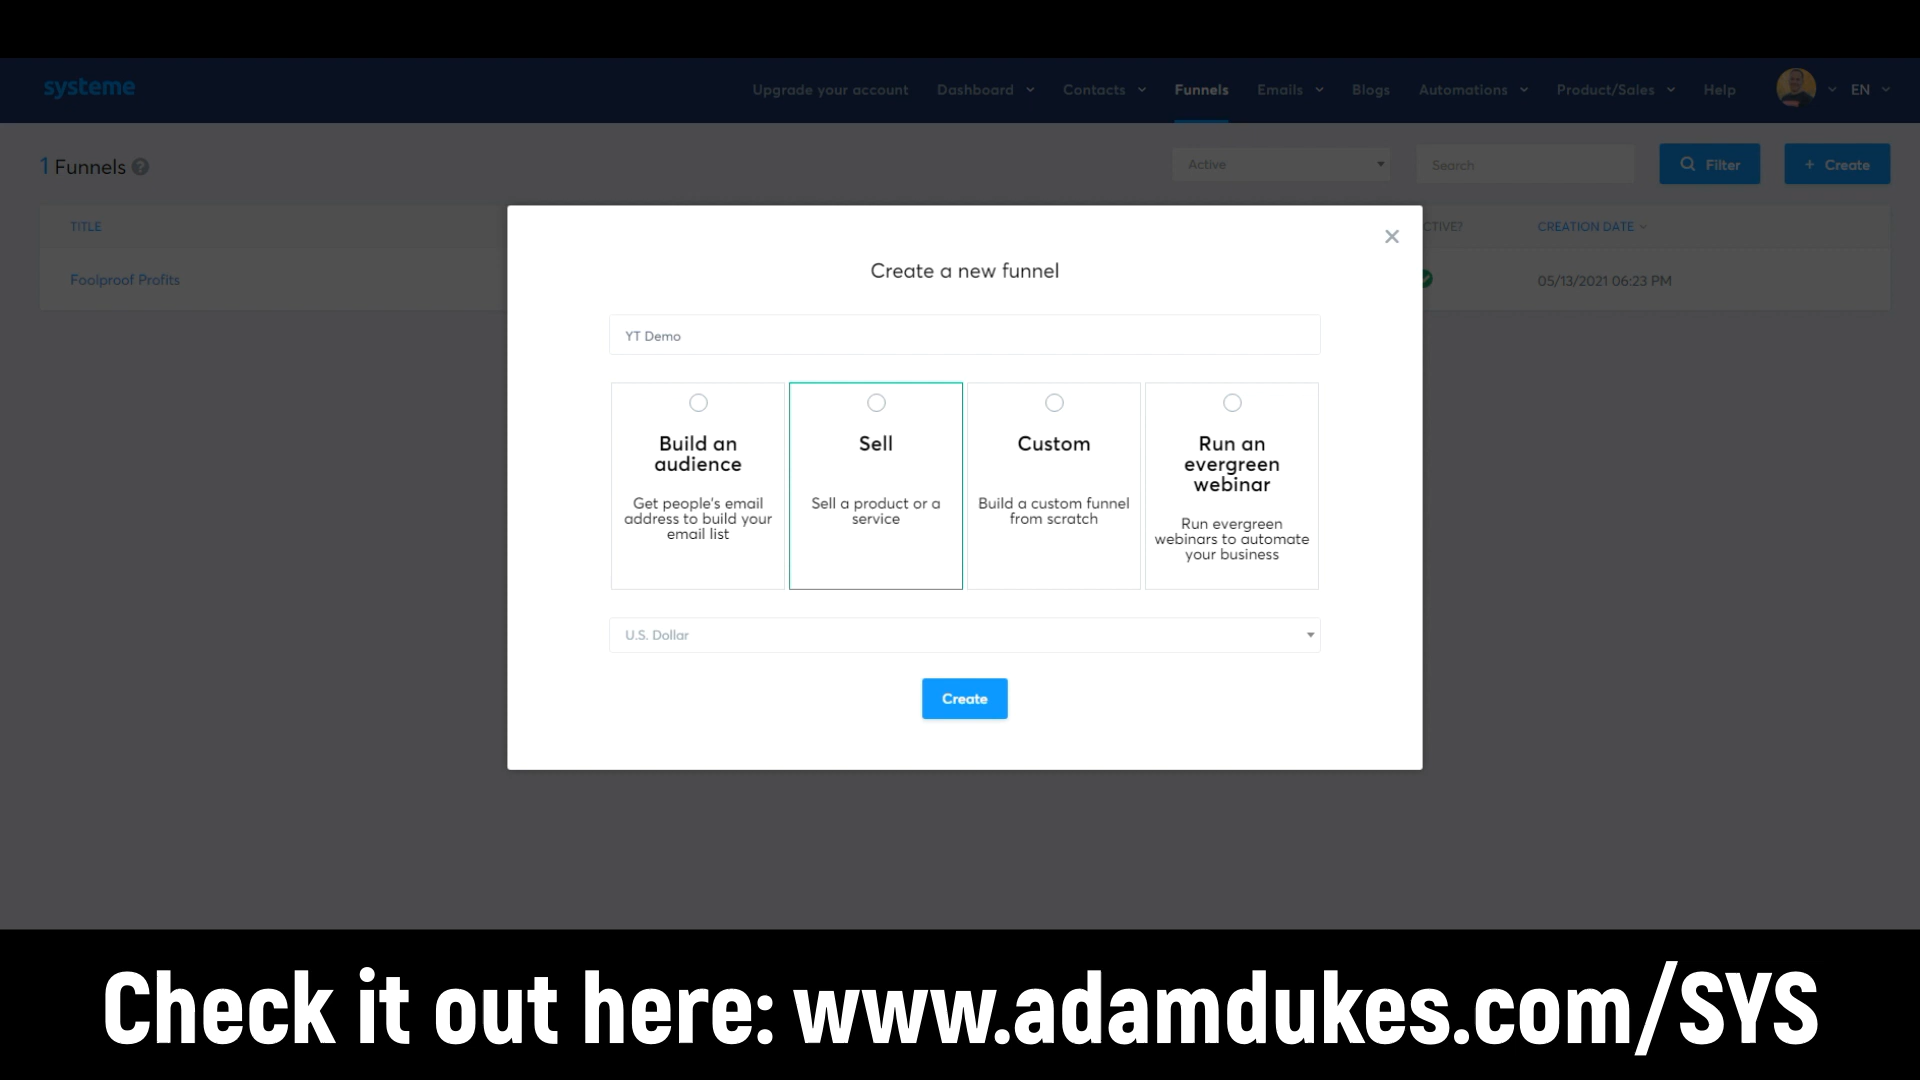 systeme
Upgrade your account Dashboard Contacts Funnels Emails Blogs Automations Product/Sales Help EN
1 Funnels ?
Active Search Filter + Create
TITLE CTIVE? CREATION DATE
Foolproof Profits 05/13/2021 06:23 PM
Create a new funnel
YT Demo
Build an
audience
Get people's email
address to build your
email list
Sell
Sell a product or a
service
Custom
Build a custom funnel
from scratch
Run an
evergreen
webinar
Run evergreen
webinars to automate
your business
U.S. Dollar
Create
Check it out here: www.adamdukes.com/SYS